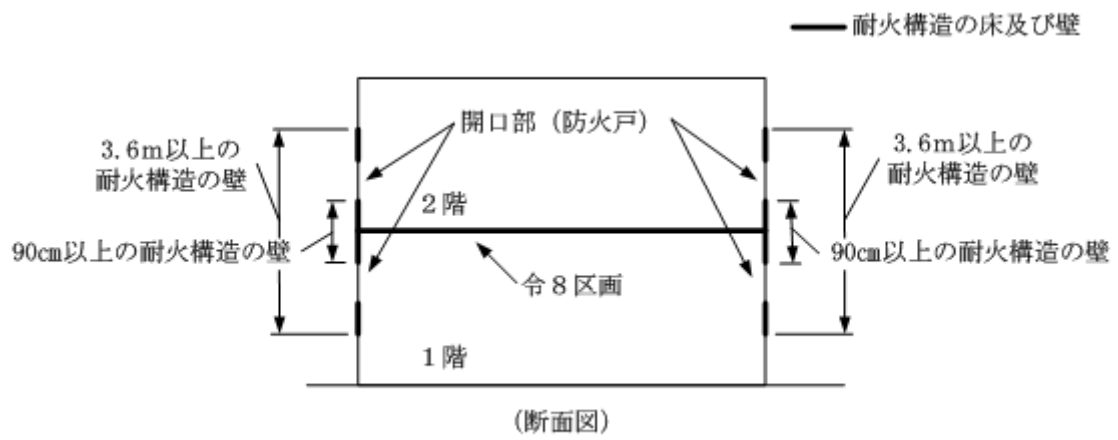 耐火構造の床及び壁
開口部（防火戸）
3.6m以上の
耐火構造の壁
3.6m以上の
耐火構造の壁
2階
90㎝以上の耐火構造の壁
90㎝以上の耐火構造の壁
令８区画
1階
(断面図)